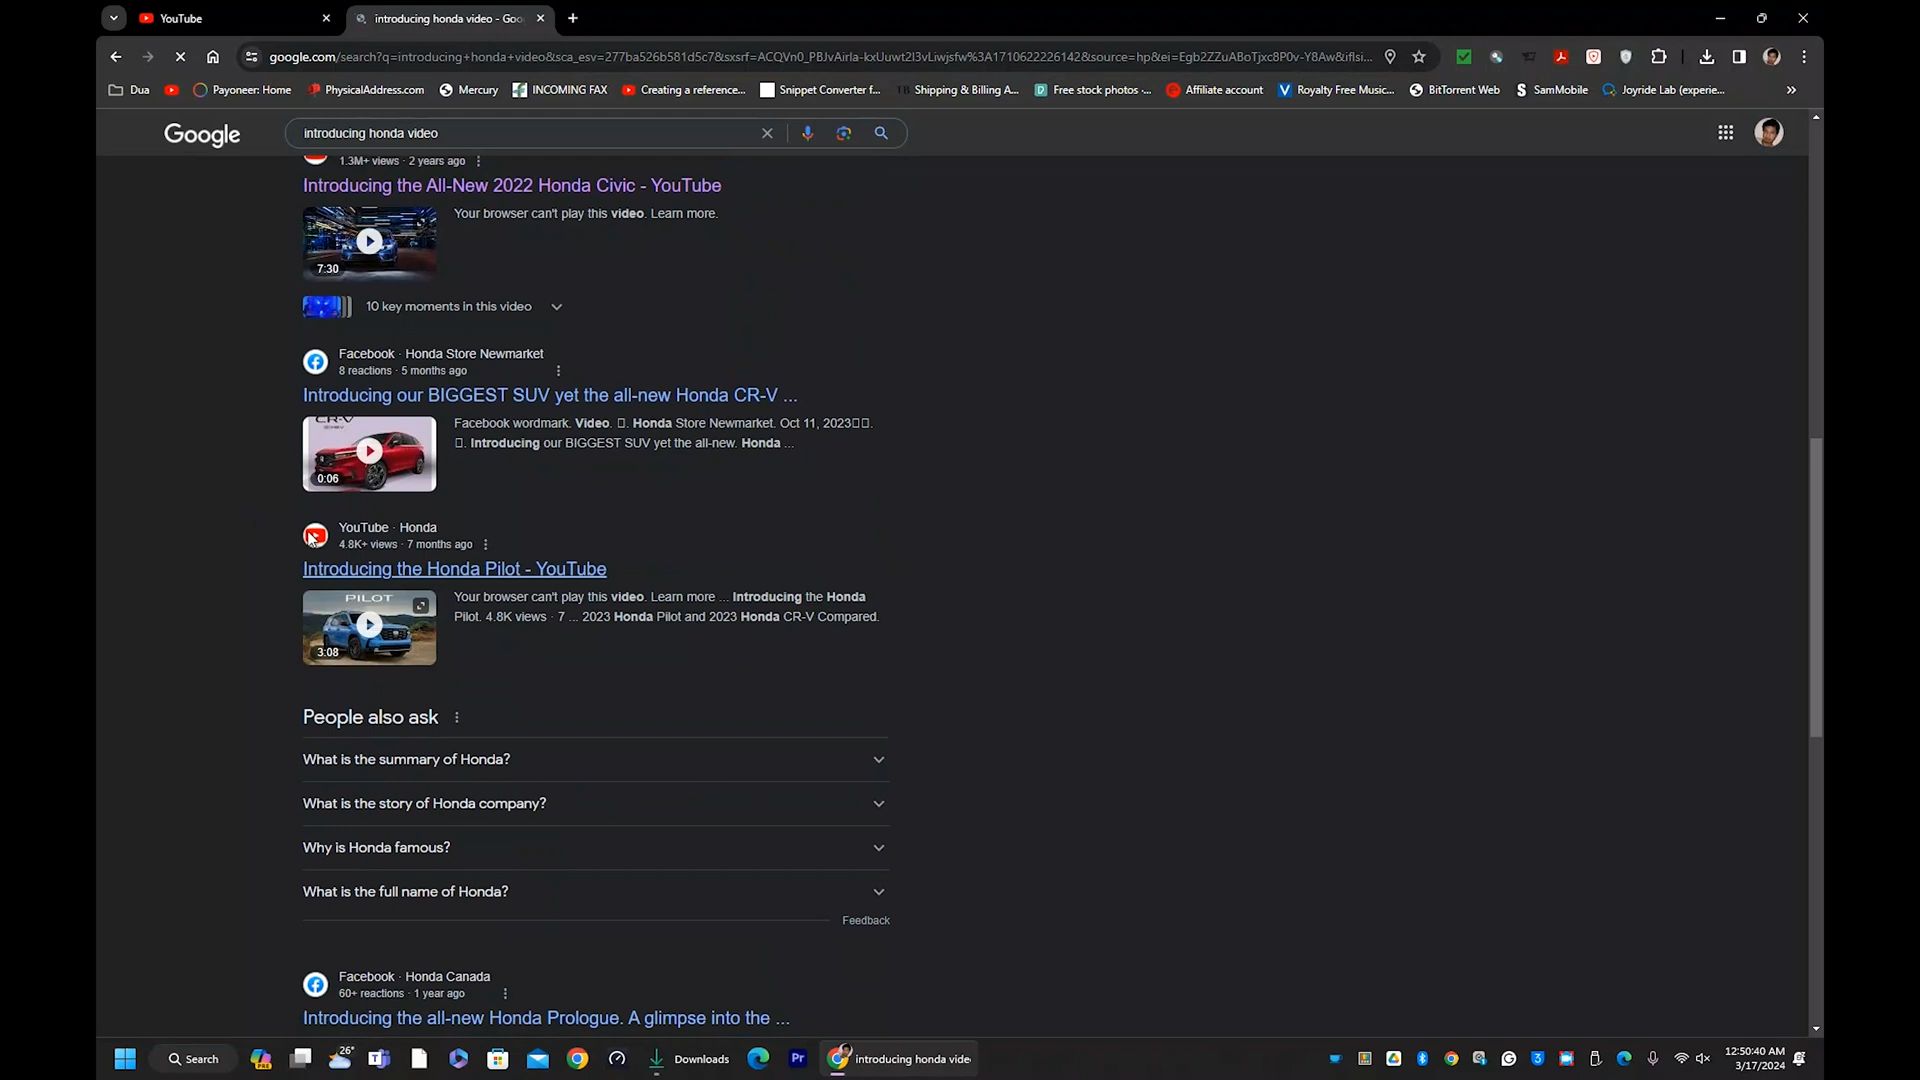 YouTube
introducing honda video - Goo
google.com/search?q=introducing+honda+video&sca_esv=277ba526b581d5c7&sxsrf=ACQVn0_PBJvAirla-kxUuwt2I3vLiwjsfw%3A1710622226142&source=hp&ei=Egb2ZZuABoTjxc8P0v-Y8Aw&iflsi...
Dua
Payoneer: Home
PhysicalAddress.com
Mercury
INCOMING FAX
Creating a reference...
Snippet Converter f...
Shipping & Billing A...
Free stock photos ·...
Affiliate account
Royalty Free Music...
BitTorrent Web
SamMobile
Joyride Lab (experie...
Google
introducing honda video
1.3M+ views · 2 years ago
Introducing the All-New 2022 Honda Civic - YouTube
Your browser can't play this video. Learn more.
7:30
10 key moments in this video
Facebook · Honda Store Newmarket
8 reactions · 5 months ago
Introducing our BIGGEST SUV yet the all-new Honda CR-V ...
CR-V
Facebook wordmark. Video. . Honda Store Newmarket. Oct 11, 2023.
. Introducing our BIGGEST SUV yet the all-new. Honda ...
0:06
YouTube · Honda
4.8K+ views · 7 months ago
Introducing the Honda Pilot - YouTube
PILOT
Your browser can't play this video. Learn more ... Introducing the Honda
Pilot. 4.8K views · 7 ... 2023 Honda Pilot and 2023 Honda CR-V Compared.
3:08
People also ask
What is the summary of Honda?
What is the story of Honda company?
Why is Honda famous?
What is the full name of Honda?
Feedback
Facebook · Honda Canada
60+ reactions · 1 year ago
Introducing the all-new Honda Prologue. A glimpse into the ...
Search
PRE
26°
Downloads
Pr
introducing honda vide
12:50:40 AM
3/17/2024